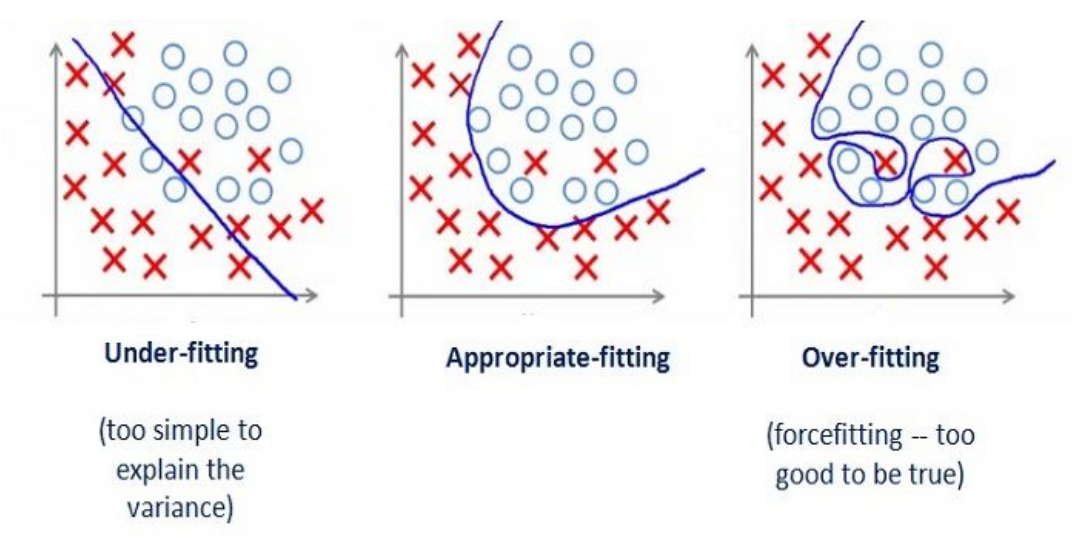 Under-fitting
Appropriate-fitting
Over-fitting
(too simple to
explain the
variance)
(forcefitting -- too
good to be true)